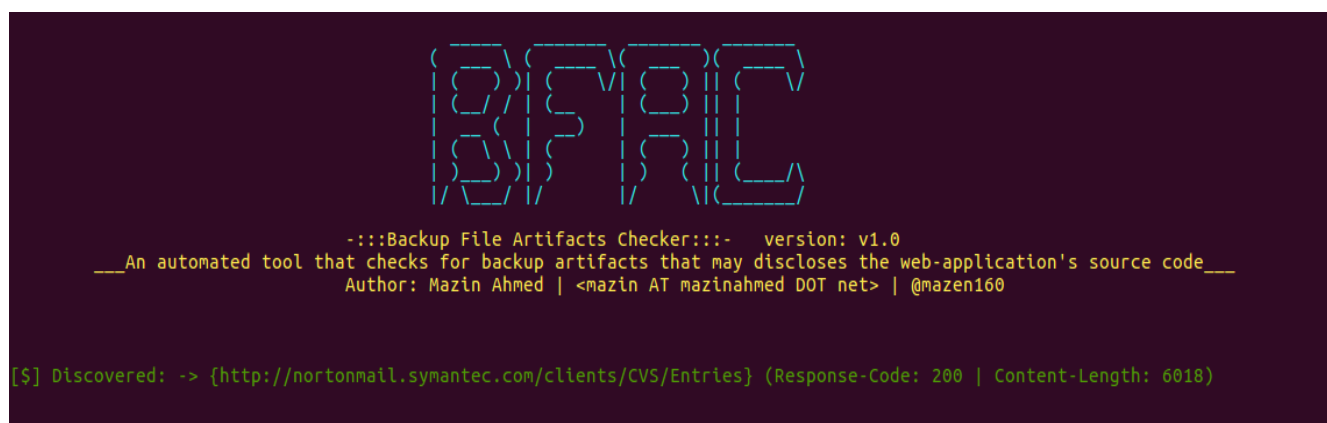 BFAC
-:::Backup File Artifacts Checker:::- version: v1.0
___An automated tool that checks for backup artifacts that may discloses the web-application's source code___
Author: Mazin Ahmed | <mazin AT mazinahmed DOT net> | @mazen160
[$] Discovered: -> {http://nortonmail.symantec.com/clients/CVS/Entries} (Response-Code: 200 | Content-Length: 6018)